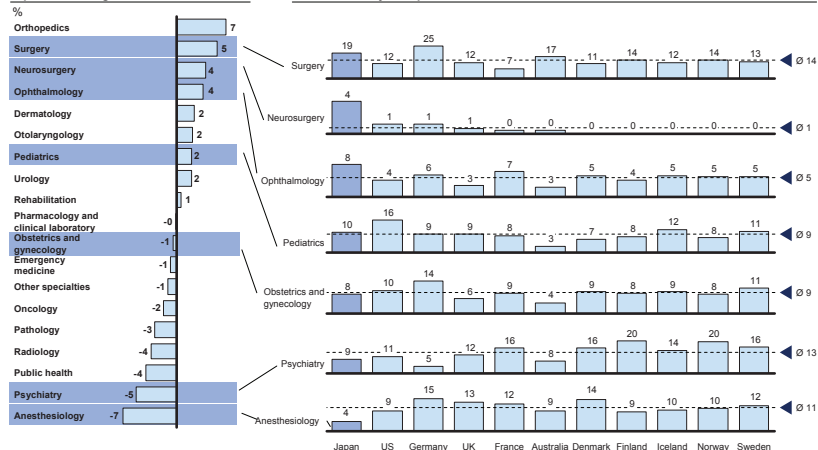 %
Orthopedics 7
Surgery 5
Neurosurgery 4
Ophthalmology 4
Dermatology 2
Otolaryngology 2
Pediatrics 2
Urology 2
Rehabilitation 1
Pharmacology and
clinical laboratory -0
Obstetrics and
gynecology -1
Emergency
medicine -1
Other specialties -1
Oncology -2
Pathology -3
Radiology -4
Public health -4
Psychiatry -5
Anesthesiology -7
Surgery 19 12 25 12 7 17 11 14 12 14 13 Ø 14
Neurosurgery 4 1 1 1 0 0 0 0 0 0 0 Ø 1
Ophthalmology 8 4 6 3 7 3 5 4 5 5 5 Ø 5
Pediatrics 10 16 9 9 8 3 7 8 12 8 11 Ø 9
Obstetrics and
gynecology 8 10 14 6 9 4 9 8 9 8 11 Ø 9
Psychiatry 9 11 5 12 16 8 16 20 14 20 16 Ø 13
Anesthesiology 4 9 15 13 12 9 14 9 10 10 12 Ø 11
Japan US Germany UK France Australia Denmark Finland Iceland Norway Sweden